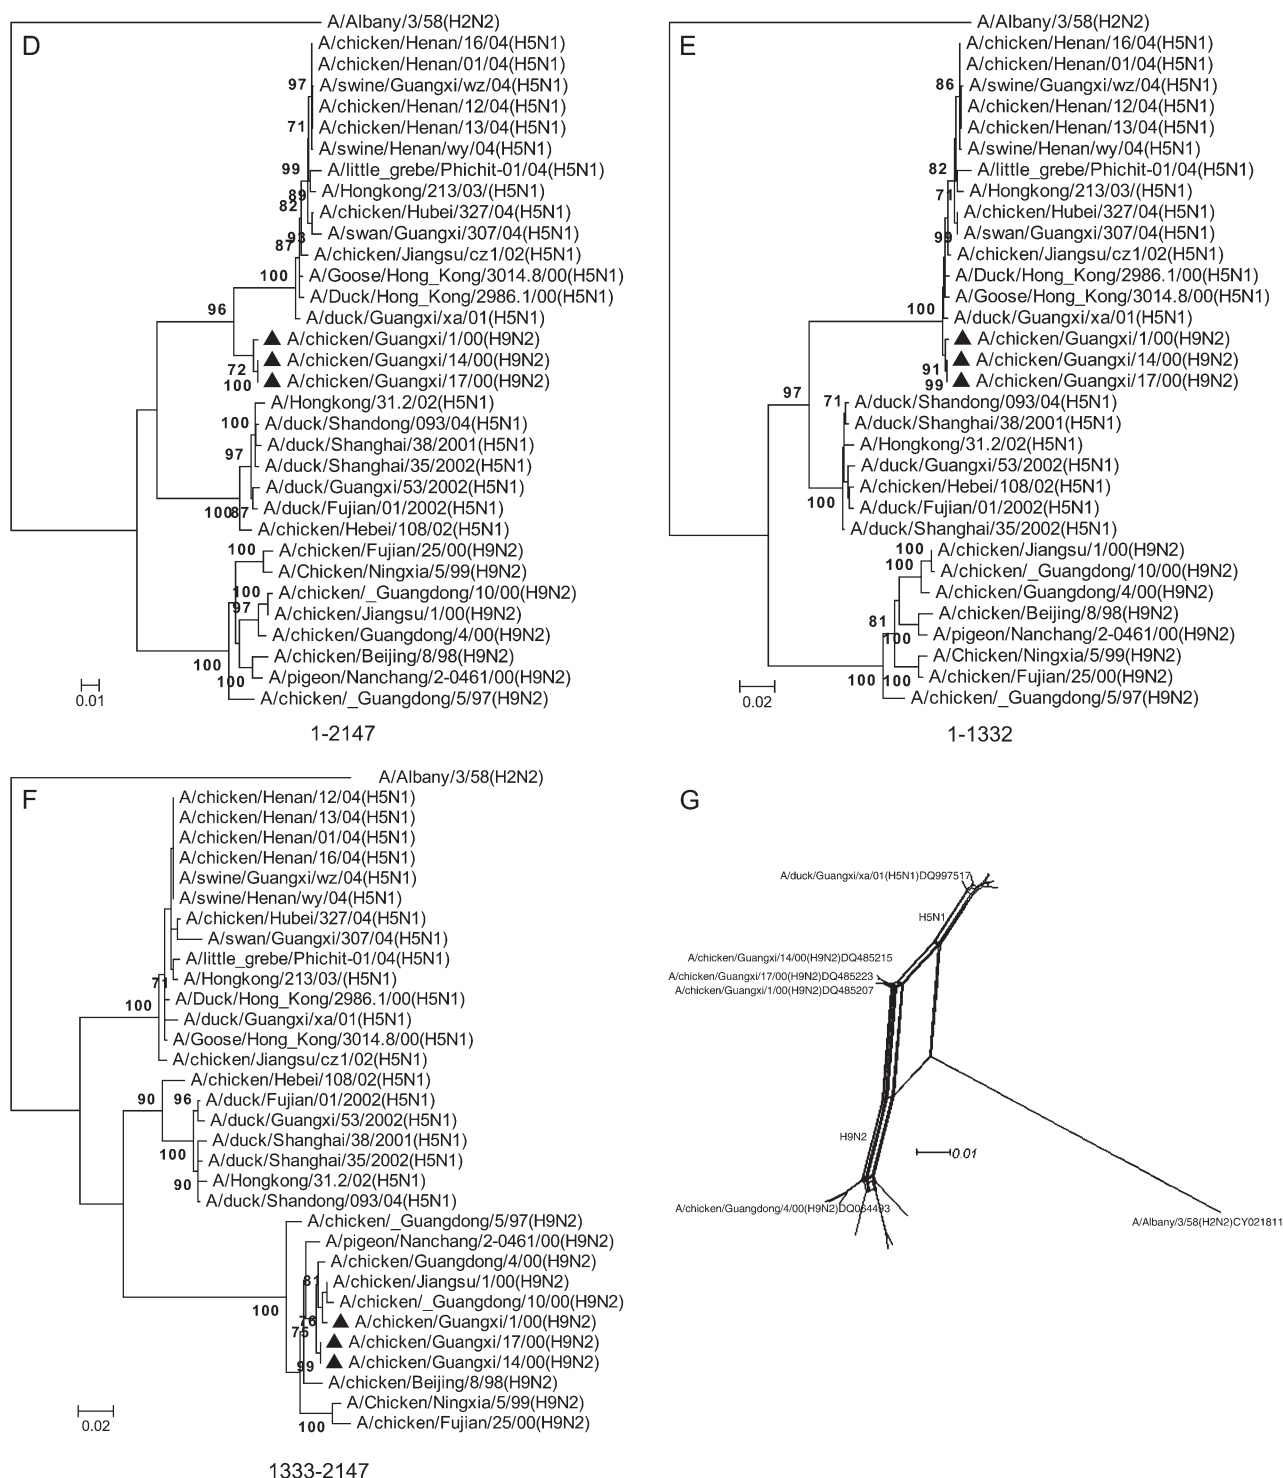 D
A/Albany/3/58(H2N2)
A/chicken/Henan/16/04(H5N1)
A/chicken/Henan/01/04(H5N1)
97
A/swine/Guangxi/wz/04(H5N1)
A/chicken/Henan/12/04(H5N1)
71
A/chicken/Henan/13/04(H5N1)
A/swine/Henan/wy/04(H5N1)
99
A/little_grebe/Phichit-01/04(H5N1)
89
A/Hongkong/213/03/(H5N1)
82
A/chicken/Hubei/327/04(H5N1)
93
A/swan/Guangxi/307/04(H5N1)
87
A/chicken/Jiangsu/cz1/02(H5N1)
100
A/Goose/Hong_Kong/3014.8/00(H5N1)
A/Duck/Hong_Kong/2986.1/00(H5N1)
96
A/duck/Guangxi/xa/01(H5N1)
A/chicken/Guangxi/1/00(H9N2)
A/chicken/Guangxi/14/00(H9N2)
72
A/chicken/Guangxi/17/00(H9N2)
100
A/Hongkong/31.2/02(H5N1)
100
A/duck/Shandong/093/04(H5N1)
A/duck/Shanghai/38/2001(H5N1)
97
A/duck/Shanghai/35/2002(H5N1)
A/duck/Guangxi/53/2002(H5N1)
10087
A/duck/Fujian/01/2002(H5N1)
A/chicken/Hebei/108/02(H5N1)
100
A/chicken/Fujian/25/00(H9N2)
A/Chicken/Ningxia/5/99(H9N2)
100
A/chicken/_Guangdong/10/00(H9N2)
97
A/chicken/Jiangsu/1/00(H9N2)
A/chicken/Guangdong/4/00(H9N2)
100
A/chicken/Beijing/8/98(H9N2)
100
A/pigeon/Nanchang/2-0461/00(H9N2)
A/chicken/_Guangdong/5/97(H9N2)
0.01
1-2147
E
A/Albany/3/58(H2N2)
A/chicken/Henan/16/04(H5N1)
A/chicken/Henan/01/04(H5N1)
86
A/swine/Guangxi/wz/04(H5N1)
A/chicken/Henan/12/04(H5N1)
A/chicken/Henan/13/04(H5N1)
A/swine/Henan/wy/04(H5N1)
82
A/little_grebe/Phichit-01/04(H5N1)
71
A/Hongkong/213/03/(H5N1)
A/chicken/Hubei/327/04(H5N1)
99
A/swan/Guangxi/307/04(H5N1)
A/chicken/Jiangsu/cz1/02(H5N1)
A/Duck/Hong_Kong/2986.1/00(H5N1)
A/Goose/Hong_Kong/3014.8/00(H5N1)
100
A/duck/Guangxi/xa/01(H5N1)
A/chicken/Guangxi/1/00(H9N2)
A/chicken/Guangxi/14/00(H9N2)
91
A/chicken/Guangxi/17/00(H9N2)
99
97
71
A/duck/Shandong/093/04(H5N1)
A/duck/Shanghai/38/2001(H5N1)
A/Hongkong/31.2/02(H5N1)
A/duck/Guangxi/53/2002(H5N1)
A/chicken/Hebei/108/02(H5N1)
100
A/duck/Fujian/01/2002(H5N1)
A/duck/Shanghai/35/2002(H5N1)
100
A/chicken/Jiangsu/1/00(H9N2)
100
A/chicken/_Guangdong/10/00(H9N2)
A/chicken/Guangdong/4/00(H9N2)
81
A/chicken/Beijing/8/98(H9N2)
100
A/pigeon/Nanchang/2-0461/00(H9N2)
A/Chicken/Ningxia/5/99(H9N2)
100 100
A/chicken/Fujian/25/00(H9N2)
A/chicken/_Guangdong/5/97(H9N2)
0.02
1-1332
F
A/Albany/3/58(H2N2)
A/chicken/Henan/12/04(H5N1)
A/chicken/Henan/13/04(H5N1)
A/chicken/Henan/01/04(H5N1)
A/chicken/Henan/16/04(H5N1)
A/swine/Guangxi/wz/04(H5N1)
A/swine/Henan/wy/04(H5N1)
A/chicken/Hubei/327/04(H5N1)
A/swan/Guangxi/307/04(H5N1)
A/little_grebe/Phichit-01/04(H5N1)
71
A/Hongkong/213/03/(H5N1)
100
A/Duck/Hong_Kong/2986.1/00(H5N1)
A/duck/Guangxi/xa/01(H5N1)
A/Goose/Hong_Kong/3014.8/00(H5N1)
A/chicken/Jiangsu/cz1/02(H5N1)
A/chicken/Hebei/108/02(H5N1)
90
96
A/duck/Fujian/01/2002(H5N1)
A/duck/Guangxi/53/2002(H5N1)
A/duck/Shanghai/38/2001(H5N1)
100
A/duck/Shanghai/35/2002(H5N1)
90
A/Hongkong/31.2/02(H5N1)
A/duck/Shandong/093/04(H5N1)
A/chicken/_Guangdong/5/97(H9N2)
A/pigeon/Nanchang/2-0461/00(H9N2)
A/chicken/Guangdong/4/00(H9N2)
81
A/chicken/Jiangsu/1/00(H9N2)
100
A/chicken/_Guangdong/10/00(H9N2)
76
A/chicken/Guangxi/1/00(H9N2)
75
A/chicken/Guangxi/17/00(H9N2)
99
A/chicken/Guangxi/14/00(H9N2)
A/chicken/Beijing/8/98(H9N2)
A/Chicken/Ningxia/5/99(H9N2)
100
A/chicken/Fujian/25/00(H9N2)
0.02
1333-2147
G
A/duck/Guangxi/xa/01(H5N1)DQ997517
H5N1
A/chicken/Guangxi/14/00(H9N2)DQ485215
A/chicken/Guangxi/17/00(H9N2)DQ485223
A/chicken/Guangxi/1/00(H9N2)DQ485207
H9N2
0.01
A/chicken/Guangdong/4/00(H9N2)DQ064493
A/Albany/3/58(H2N2)CY021811